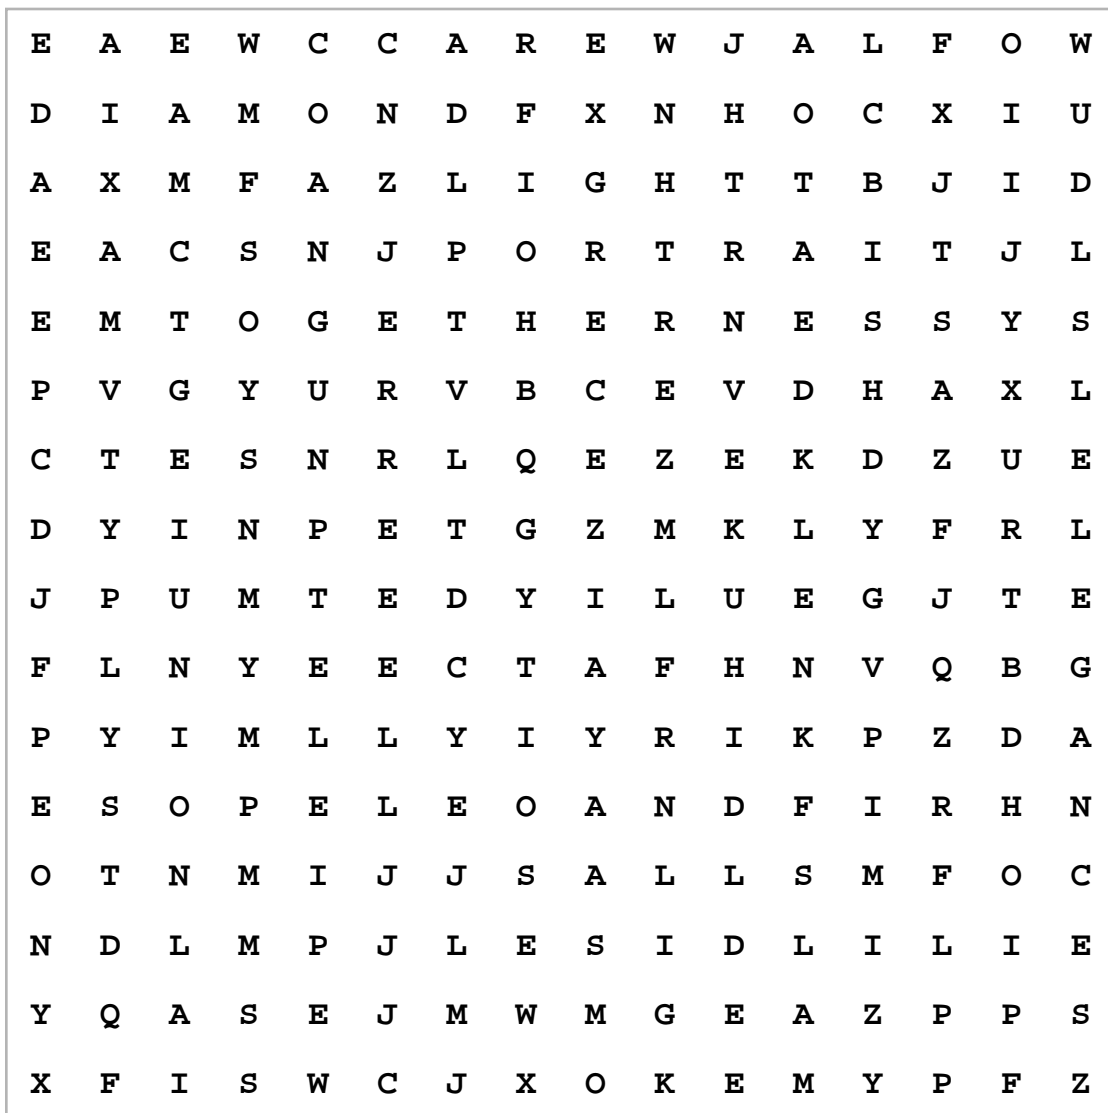 E A E W C C A R E W J A L F O W
D I A M O N D F X N H O C X I U
A X M F A Z L I G H T T B J I D
E A C S N J P O R T R A I T J L
E M T O G E T H E R N E S S Y S
P V G Y U R V B C E V D H A X L
C T E S N R L Q E Z E K D Z U E
D Y I N P E T G Z M K L Y F R L
J P U M T E D Y I L U E G J T E
F L N Y E E C T A F H N V Q B G
P Y I M L L Y I Y R I K P Z D A
E S O P E L E O A N D F I R H N
O T N M I J J S A L L S M F O C
N D L M P J L E S I D L I L I E
Y Q A S E J M W M G E A Z P P S
X F I S W C J X O K E M Y P F Z